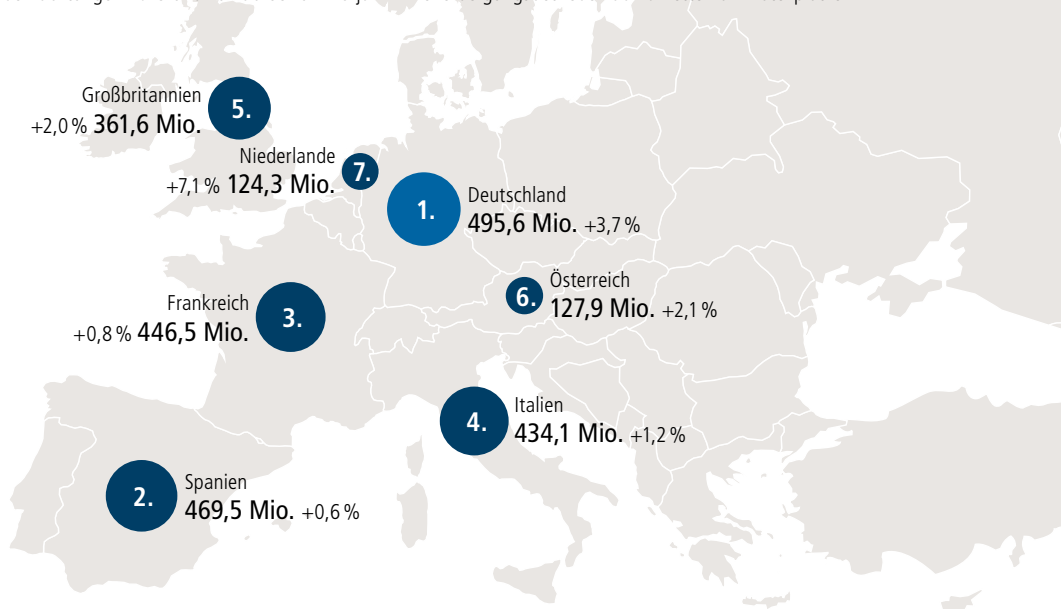 Großbritannien
+2,0 % 361,6 Mio.
5.
Niederlande
+7,1 % 124,3 Mio.
7.
1.
Deutschland
495,6 Mio. +3,7 %
6.
Österreich
127,9 Mio. +2,1 %
Frankreich
+0,8 % 446,5 Mio.
3.
4.
Italien
434,1 Mio. +1,2 %
2.
Spanien
469,5 Mio. +0,6 %